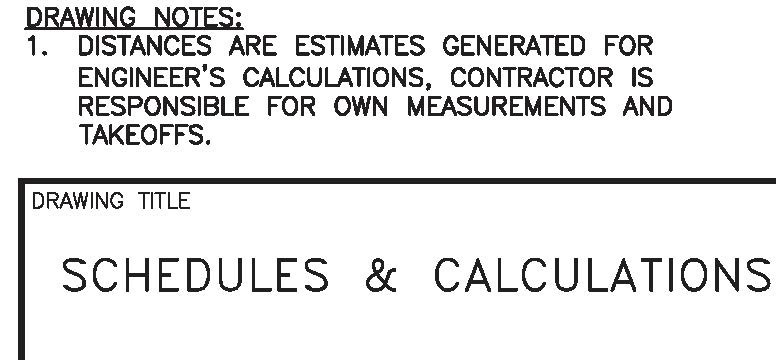 DRAWING NOTES:
1. DISTANCES ARE ESTIMATES GENERATED FOR
ENGINEER'S CALCULATIONS, CONTRACTOR IS
RESPONSIBLE FOR OWN MEASUREMENTS AND
TAKEOFFS.
DRAWING TITLE
SCHEDULES & CALCULATIONS